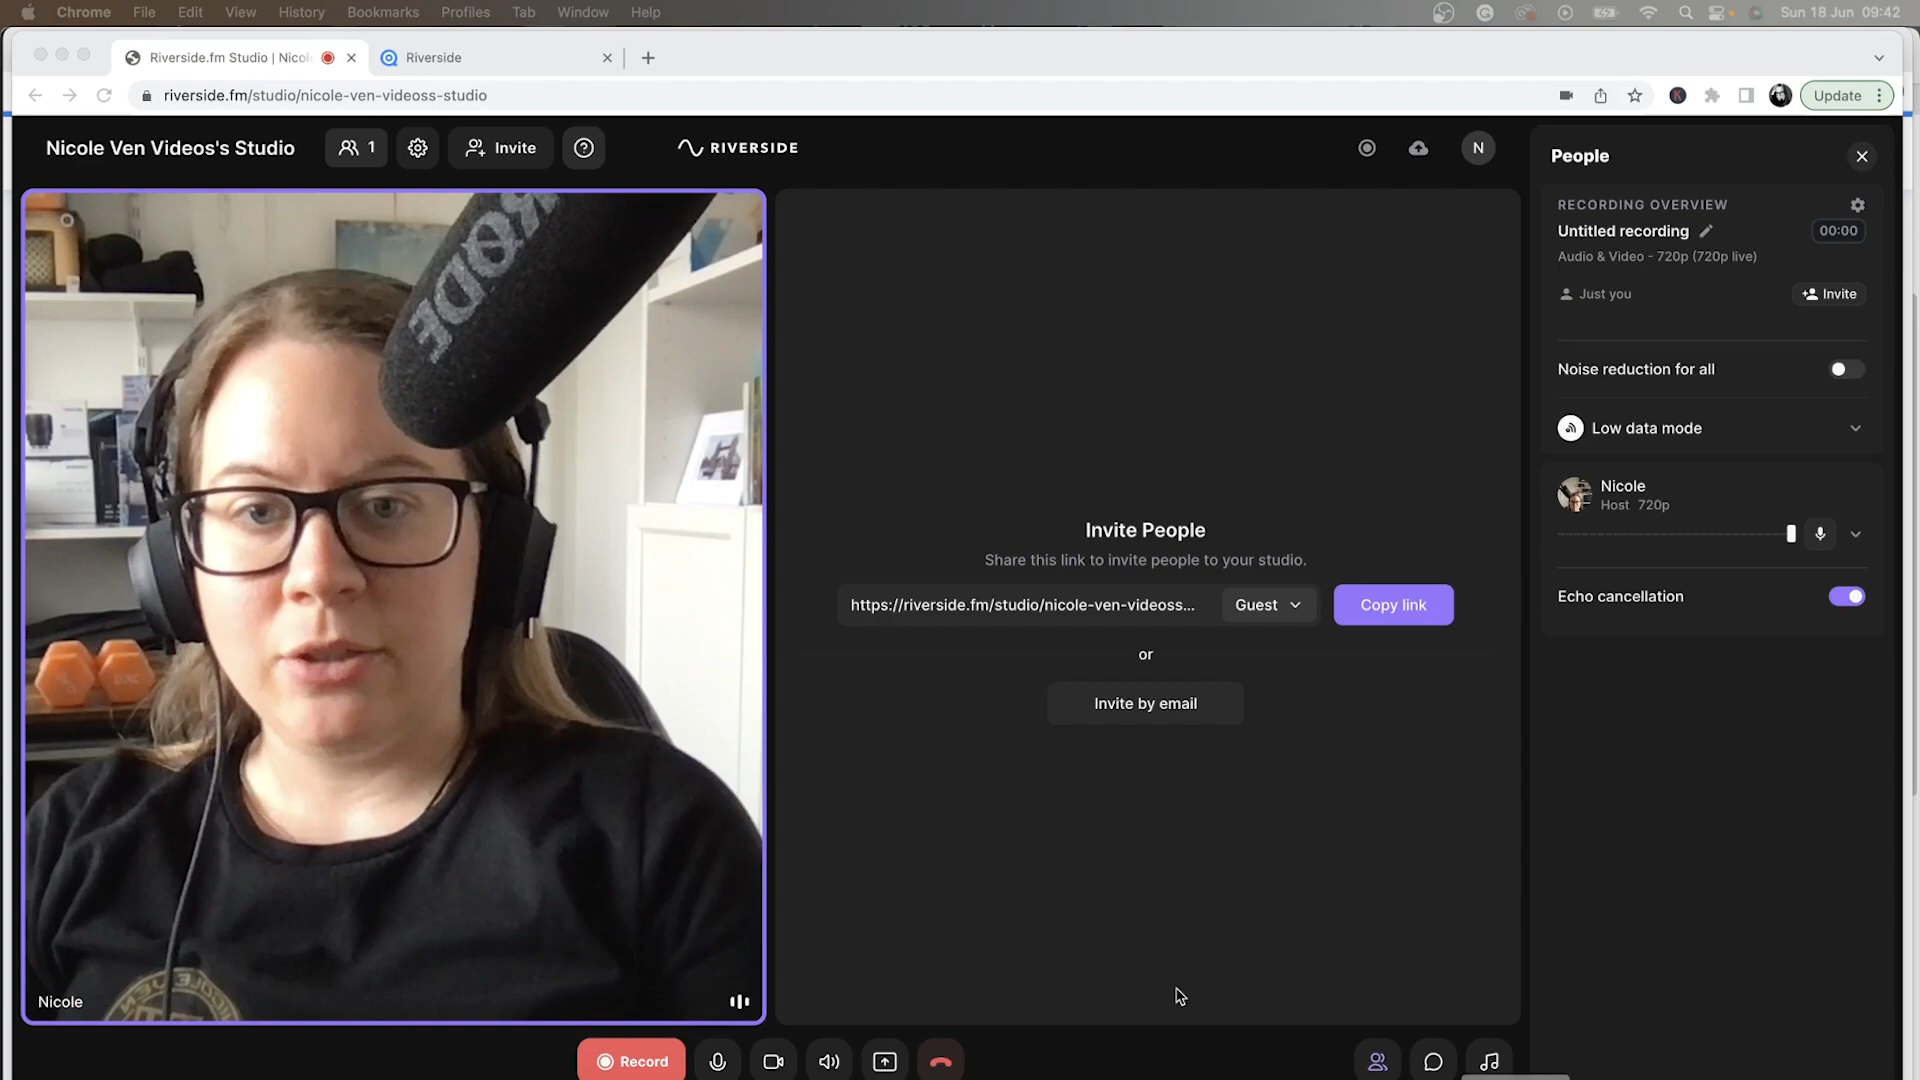 Chrome File Edit View History Bookmarks Profiles Tab Window Help Sun 18 Jun 09:42
Riverside.fm Studio | Nicol
Riverside
riverside.fm/studio/nicole-ven-videoss-studio
Update
Nicole Ven Videos's Studio
1
Invite
RIVERSIDE
N
People
RECORDING OVERVIEW
Untitled recording
00:00
Audio & Video - 720p (720p live)
Just you
Invite
Noise reduction for all
Low data mode
Nicole
Host 720p
Echo cancellation
RØDE
Invite People
Share this link to invite people to your studio.
https://riverside.fm/studio/nicole-ven-videoss...
Guest
Copy link
or
Invite by email
Nicole
Record